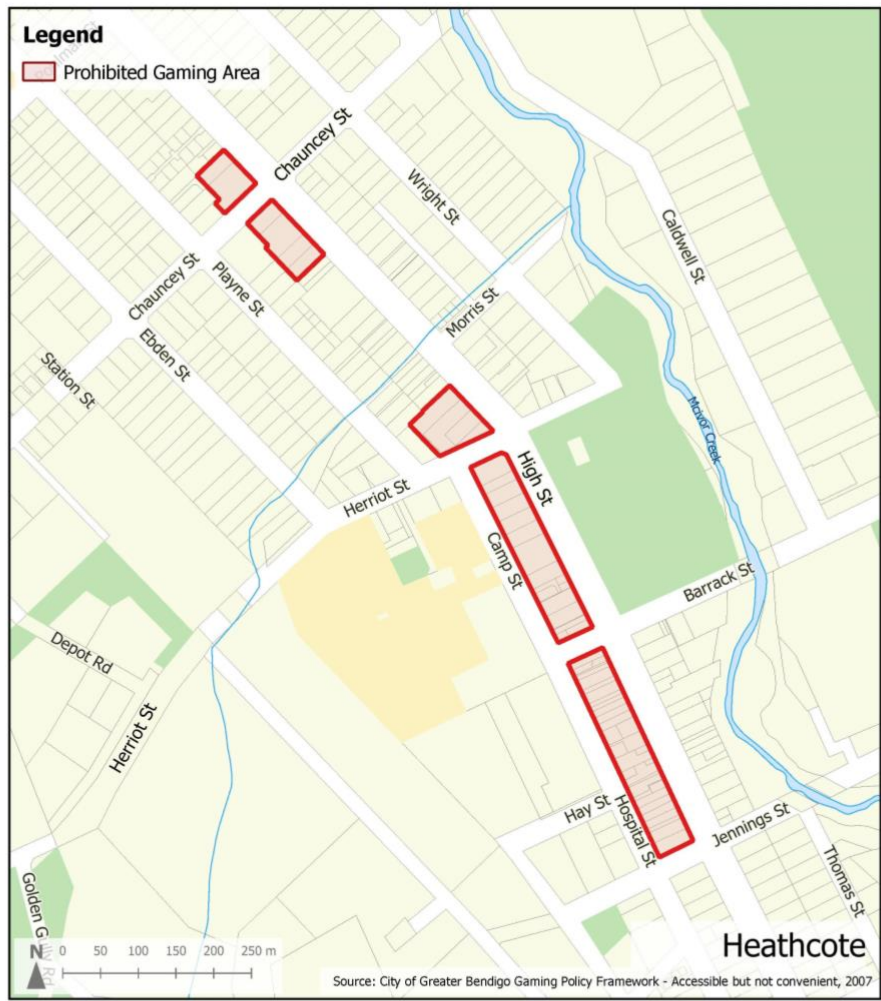 Legend
Prohibited Gaming Area
Chauncey St
Wright St
Caldwell St
Chauncey St
Playne St
Morris St
Ebden St
Station St
McIvor Creek
High St
Herriot St
Camp St
Barrack St
Depot Rd
Herriot St
Hay St
Hospital St
Jennings St
Thomas St
Golden Gully Rd
Heathcote
N 0 50 100 150 200 250 m
Source: City of Greater Bendigo Gaming Policy Framework - Accessible but not convenient, 2007